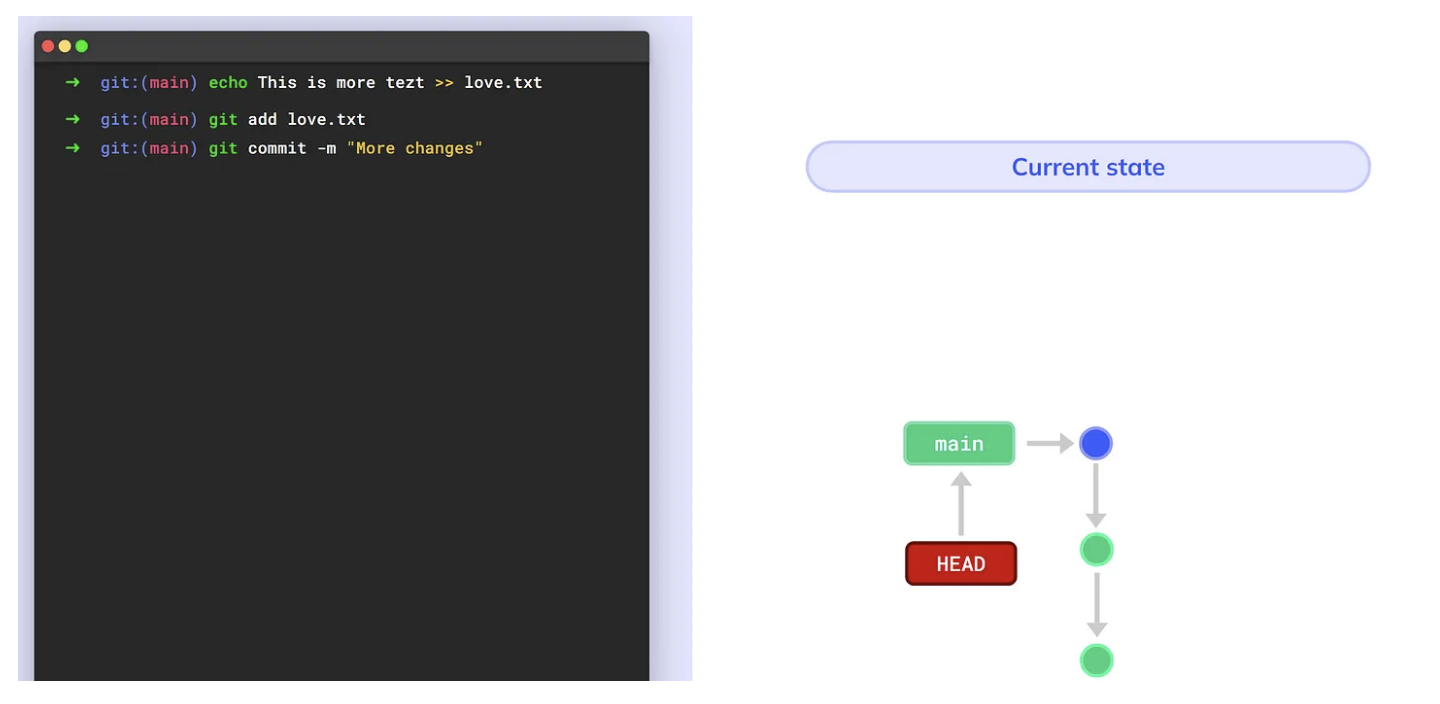 ➜ git:(main) echo This is more tezt >> love.txt
➜ git:(main) git add love.txt
➜ git:(main) git commit -m "More changes"
Current state
main
HEAD